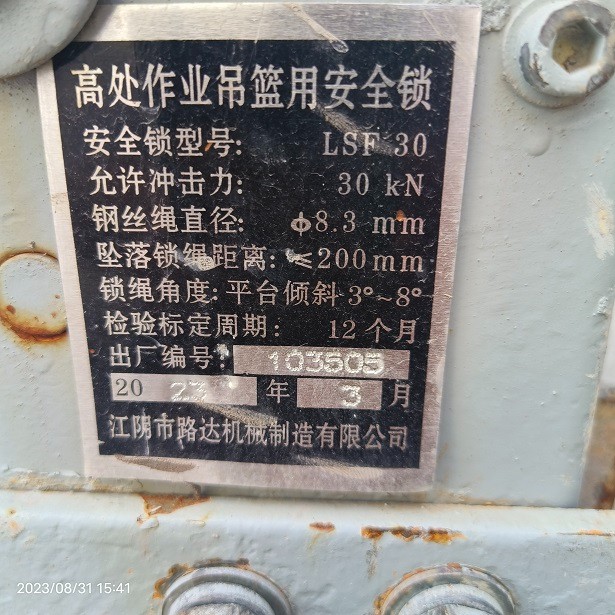 高处作业吊篮用安全锁
安全锁型号: LSF 30
允许冲击力: 30 kN
钢丝绳直径: ϕ8.3 mm
坠落锁绳距离: ≤200mm
锁绳角度: 平台倾斜 3°~8°
检验标定周期: 12个月
出厂编号: 103505
2023 年 3 月
江阴市路达机械制造有限公司
2023/08/31 15:41